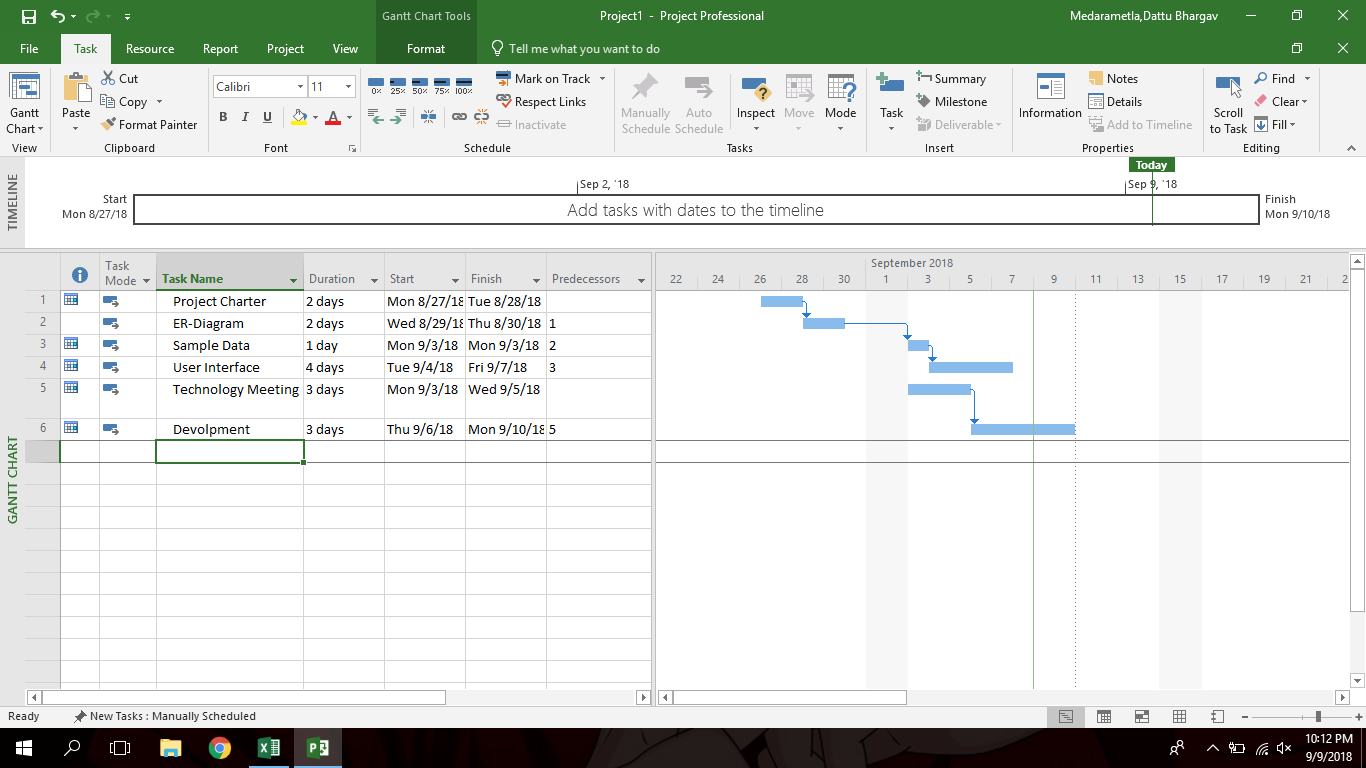 Gantt Chart Tools Project1 - Project Professional Medarametla,Dattu Bhargav
File Task Resource Report Project View Format Tell me what you want to do
Gantt Chart
View
Paste
Cut
Copy
Format Painter
Clipboard
Calibri 11
B I U A
Font
0% 25% 50% 75% 100%
Mark on Track
Respect Links
Inactivate
Schedule
Manually Schedule
Auto Schedule
Inspect
Move
Mode
Tasks
Task
Summary
Milestone
Deliverable
Insert
Information
Notes
Details
Add to Timeline
Properties
Scroll to Task
Find
Clear
Fill
Editing
TIMELINE
Today
Sep 2, '18 Sep 9, '18
Start
Mon 8/27/18
Add tasks with dates to the timeline
Finish
Mon 9/10/18
GANTT CHART
Task Mode Task Name Duration Start Finish Predecessors
September 2018
22 24 26 28 30 1 3 5 7 9 11 13 15 17 19 21 2
1 Project Charter 2 days Mon 8/27/18 Tue 8/28/18
2 ER-Diagram 2 days Wed 8/29/18 Thu 8/30/18 1
3 Sample Data 1 day Mon 9/3/18 Mon 9/3/18 2
4 User Interface 4 days Tue 9/4/18 Fri 9/7/18 3
5 Technology Meeting 3 days Mon 9/3/18 Wed 9/5/18
6 Devolpment 3 days Thu 9/6/18 Mon 9/10/18 5
Ready New Tasks : Manually Scheduled
10:12 PM
9/9/2018